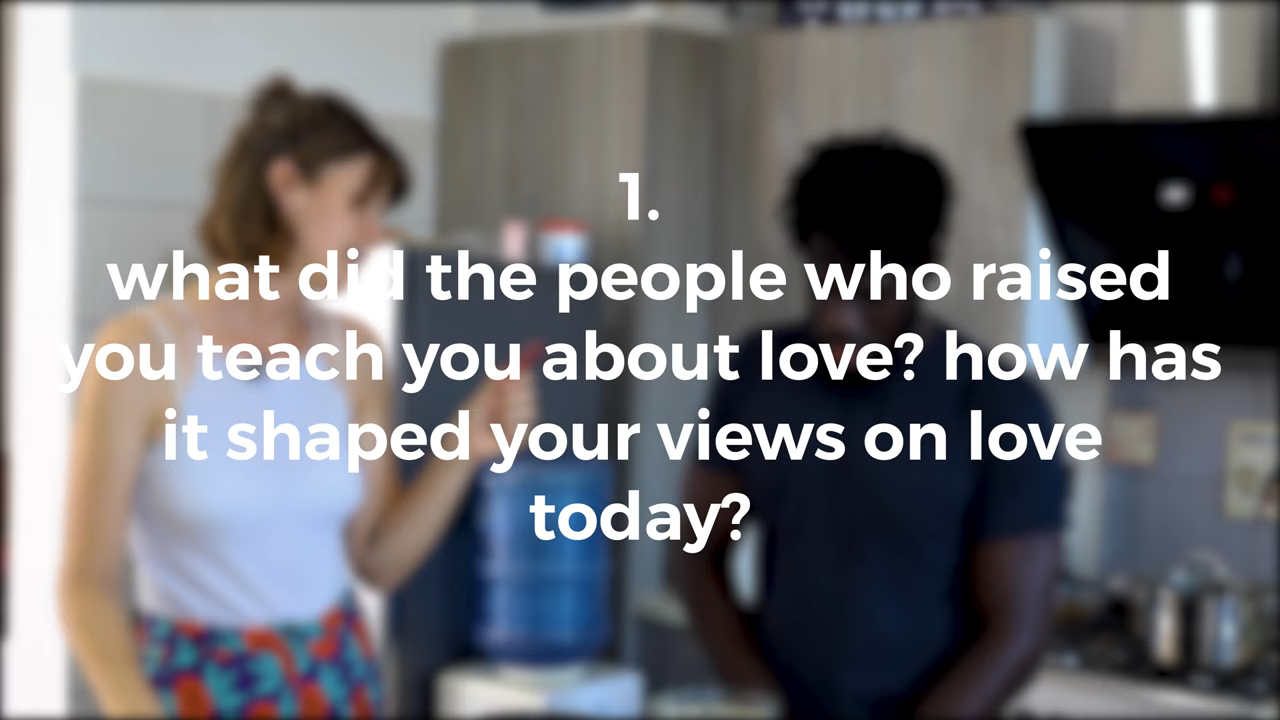 1.
what did the people who raised
you teach you about love? how has
it shaped your views on love
today?